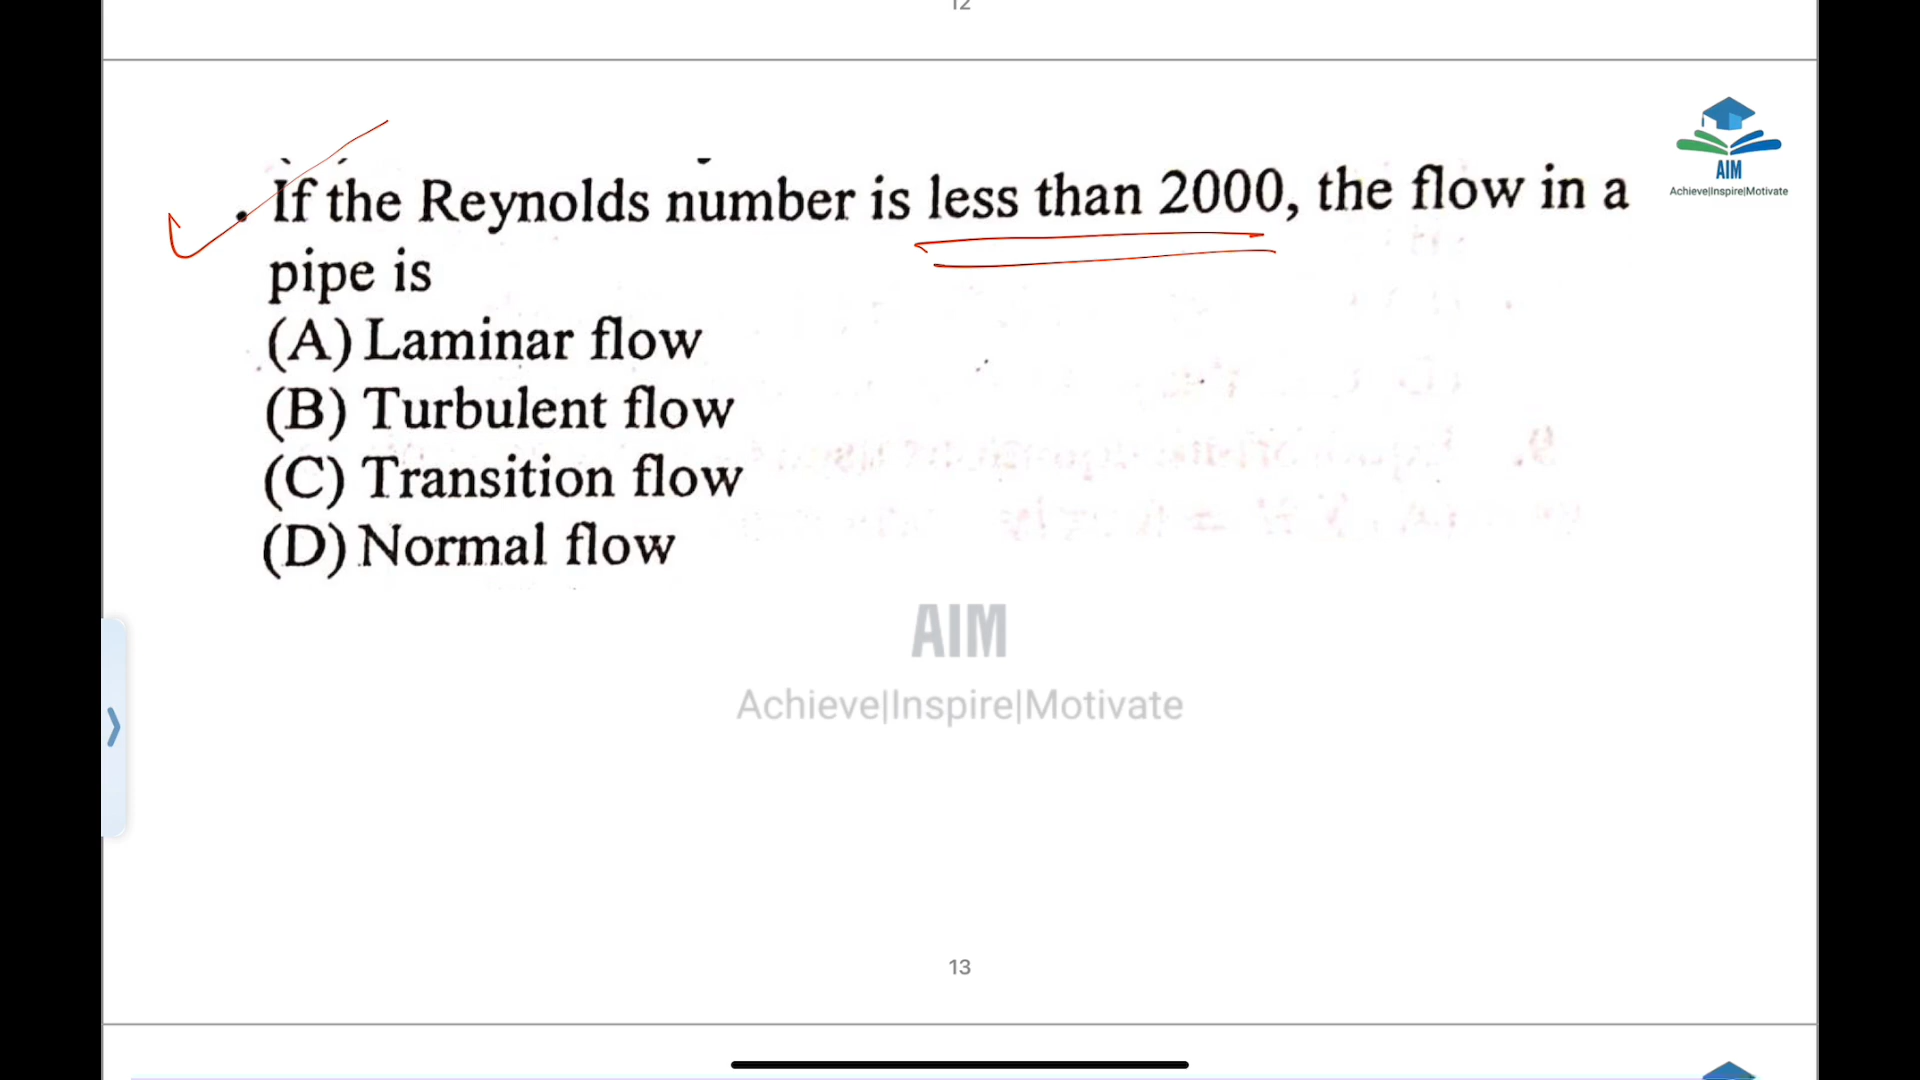 12
AIM
Achieve|Inspire|Motivate
If the Reynolds number is less than 2000, the flow in a
pipe is
(A) Laminar flow
(B) Turbulent flow
(C) Transition flow
(D) Normal flow
AIM
Achieve|Inspire|Motivate
13